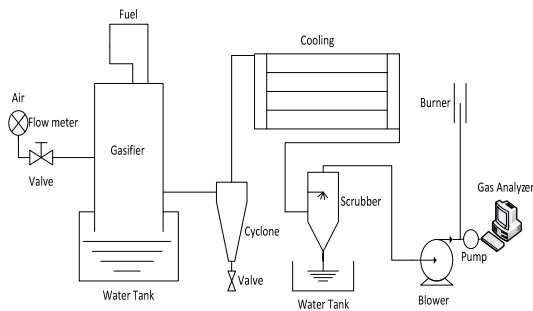 Fuel
Cooling
Air
Flow meter
Burner
Gasifier
Valve
Gas Analyzer
Scrubber
Cyclone
Pump
Valve
Water Tank
Water Tank
Blower